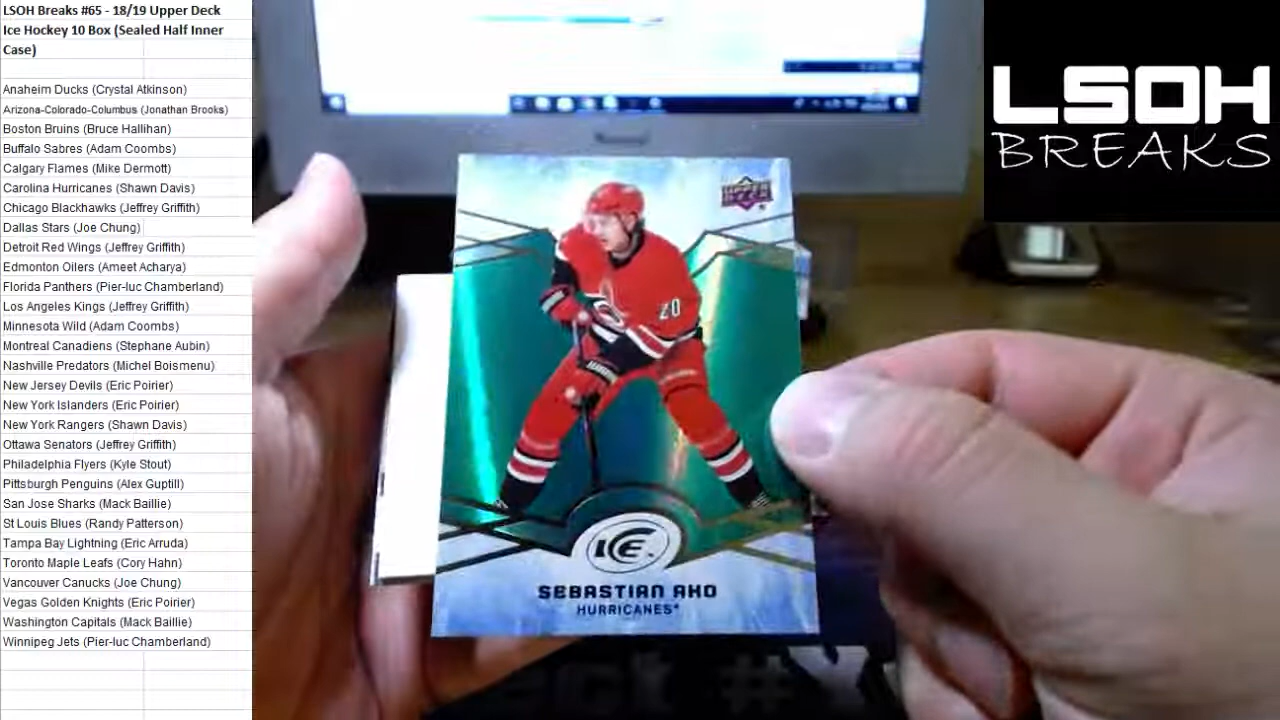 LSOH Breaks #65 - 18/19 Upper Deck
Ice Hockey 10 Box (Sealed Half Inner
Case)
Anaheim Ducks (Crystal Atkinson)
Arizona-Colorado-Columbus (Jonathan Brooks)
Boston Bruins (Bruce Hallihan)
Buffalo Sabres (Adam Coombs)
Calgary Flames (Mike Dermott)
Carolina Hurricanes (Shawn Davis)
Chicago Blackhawks (Jeffrey Griffith)
Dallas Stars (Joe Chung)
Detroit Red Wings (Jeffrey Griffith)
Edmonton Oilers (Ameet Acharya)
Florida Panthers (Pier-luc Chamberland)
Los Angeles Kings (Jeffrey Griffith)
Minnesota Wild (Adam Coombs)
Montreal Canadiens (Stephane Aubin)
Nashville Predators (Michel Boismenu)
New Jersey Devils (Eric Poirier)
New York Islanders (Eric Poirier)
New York Rangers (Shawn Davis)
Ottawa Senators (Jeffrey Griffith)
Philadelphia Flyers (Kyle Stout)
Pittsburgh Penguins (Alex Guptill)
San Jose Sharks (Mack Baillie)
St Louis Blues (Randy Patterson)
Tampa Bay Lightning (Eric Arruda)
Toronto Maple Leafs (Cory Hahn)
Vancouver Canucks (Joe Chung)
Vegas Golden Knights (Eric Poirier)
Washington Capitals (Mack Baillie)
Winnipeg Jets (Pier-luc Chamberland)
LSOH
BREAKS
UPPER
DECK
20
ICE
SEBASTIAN AHO
HURRICANES